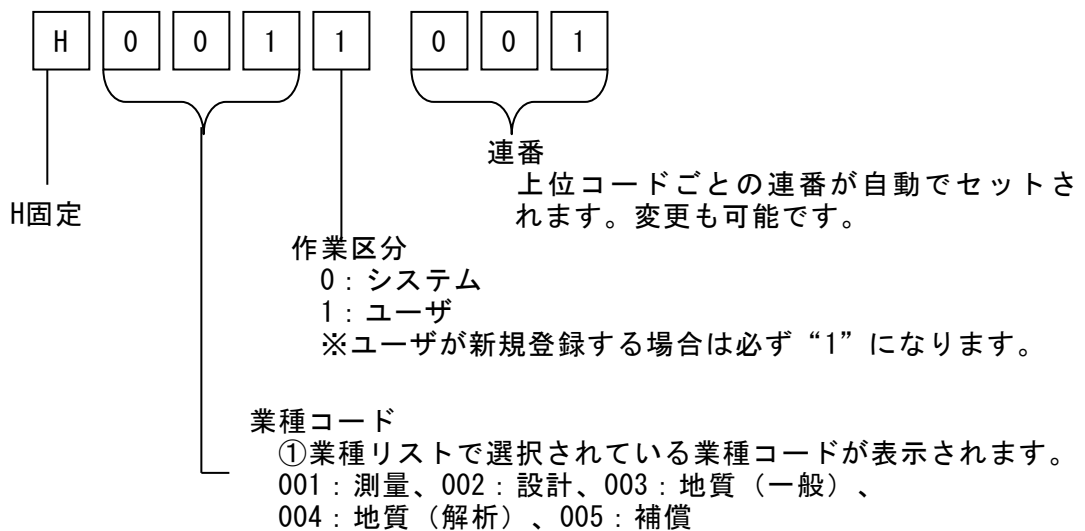 H 0 0 1 1 0 0 1
連番
上位コードごとの連番が自動でセットさ
れます。変更も可能です。
H固定
作業区分
0：システム
1：ユーザ
※ユーザが新規登録する場合は必ず“1”になります。
業種コード
①業種リストで選択されている業種コードが表示されます。
001：測量、002：設計、003：地質（一般）、
004：地質（解析）、005：補償